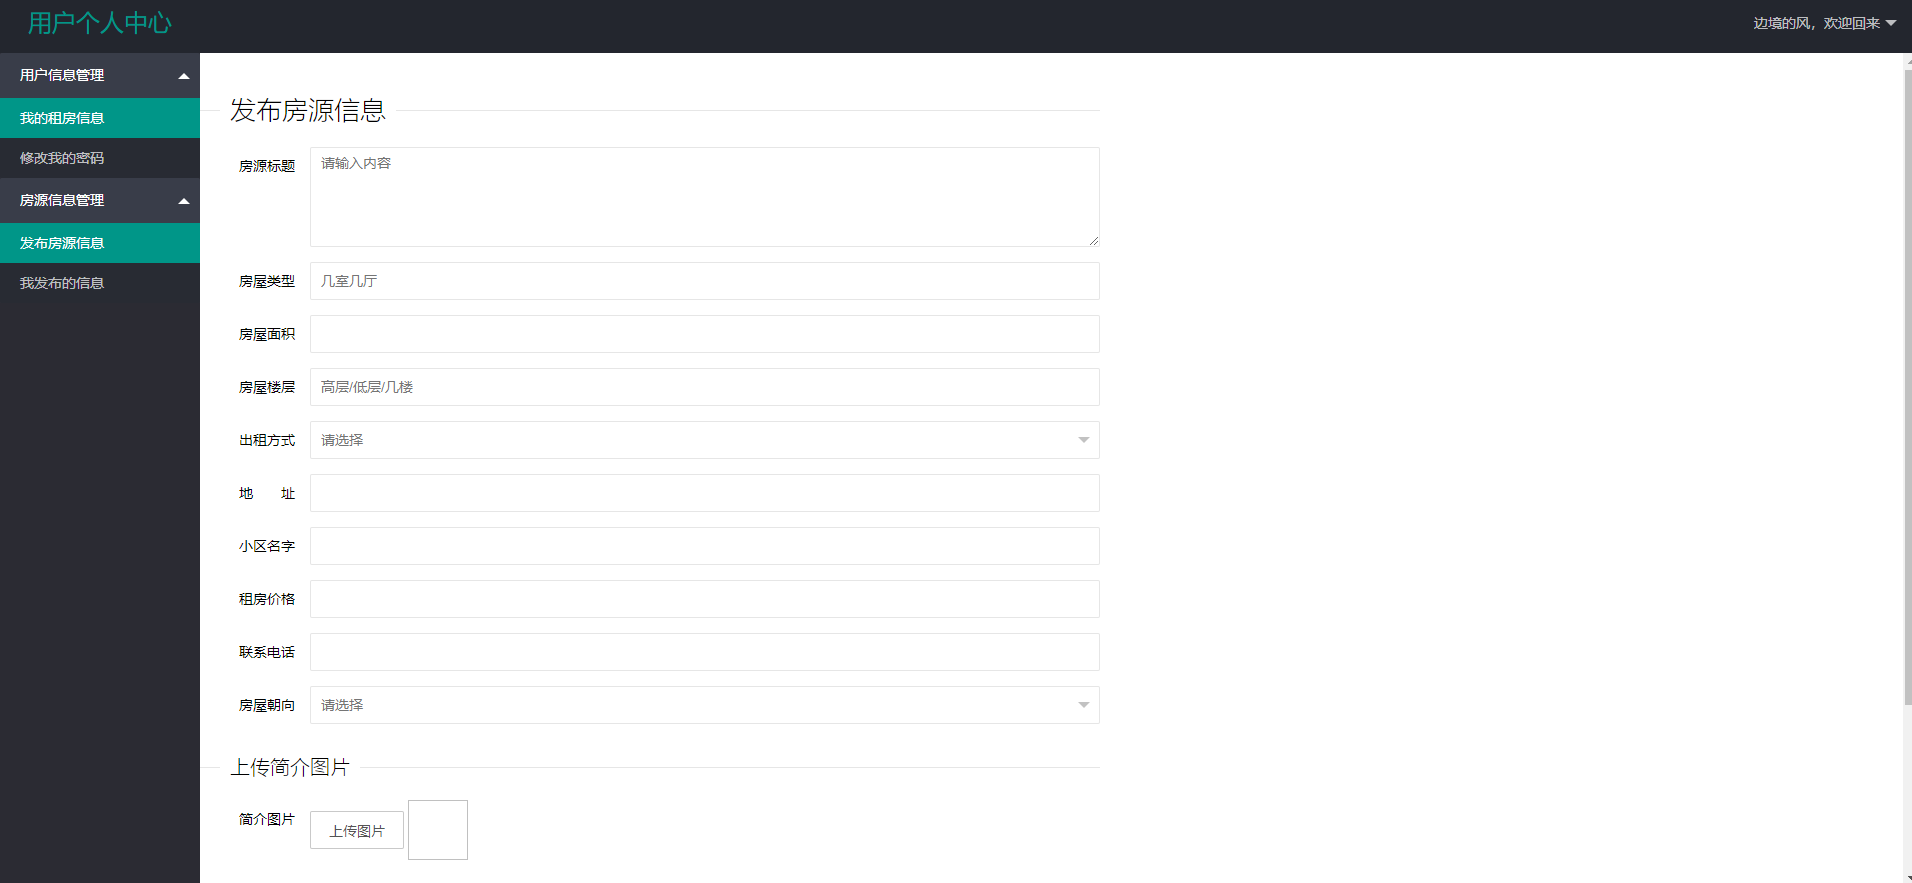 用户个人中心
边境的风，欢迎回来
用户信息管理
我的租房信息
修改我的密码
房源信息管理
发布房源信息
我发布的信息
发布房源信息
房源标题 请输入内容
房屋类型 几室几厅
房屋面积
房屋楼层 高层/低层/几楼
出租方式 请选择
地 址
小区名字
租房价格
联系电话
房屋朝向 请选择
上传简介图片
简介图片 上传图片